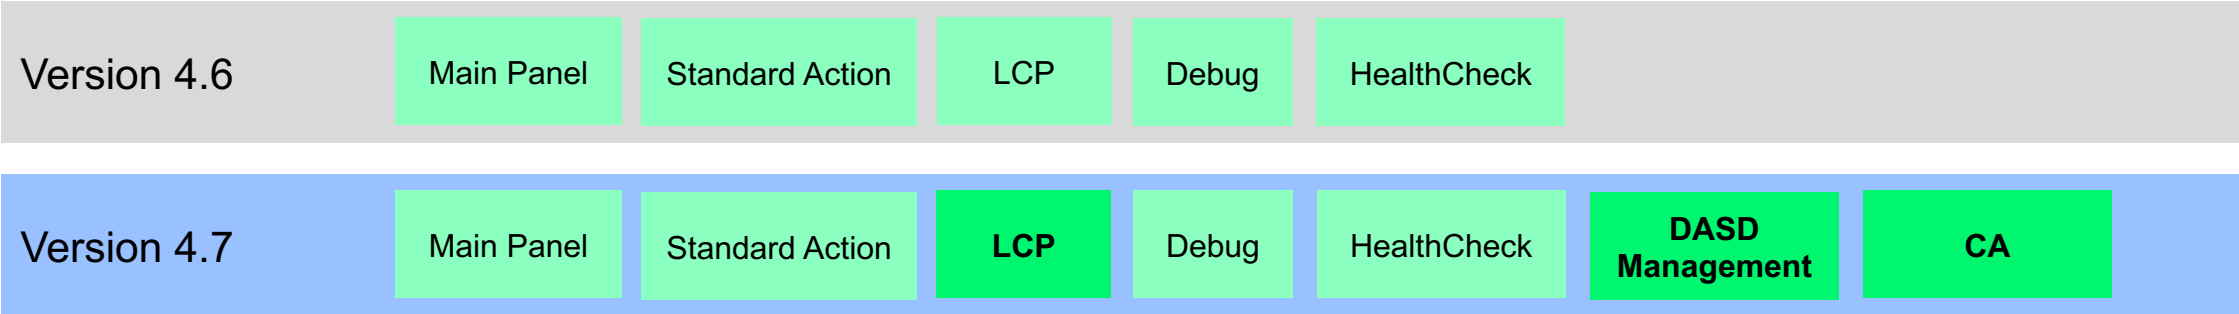 Version 4.6
Main Panel
Standard Action
LCP
Debug
HealthCheck
Version 4.7
Main Panel
Standard Action
LCP
Debug
HealthCheck
DASD
Management
CA